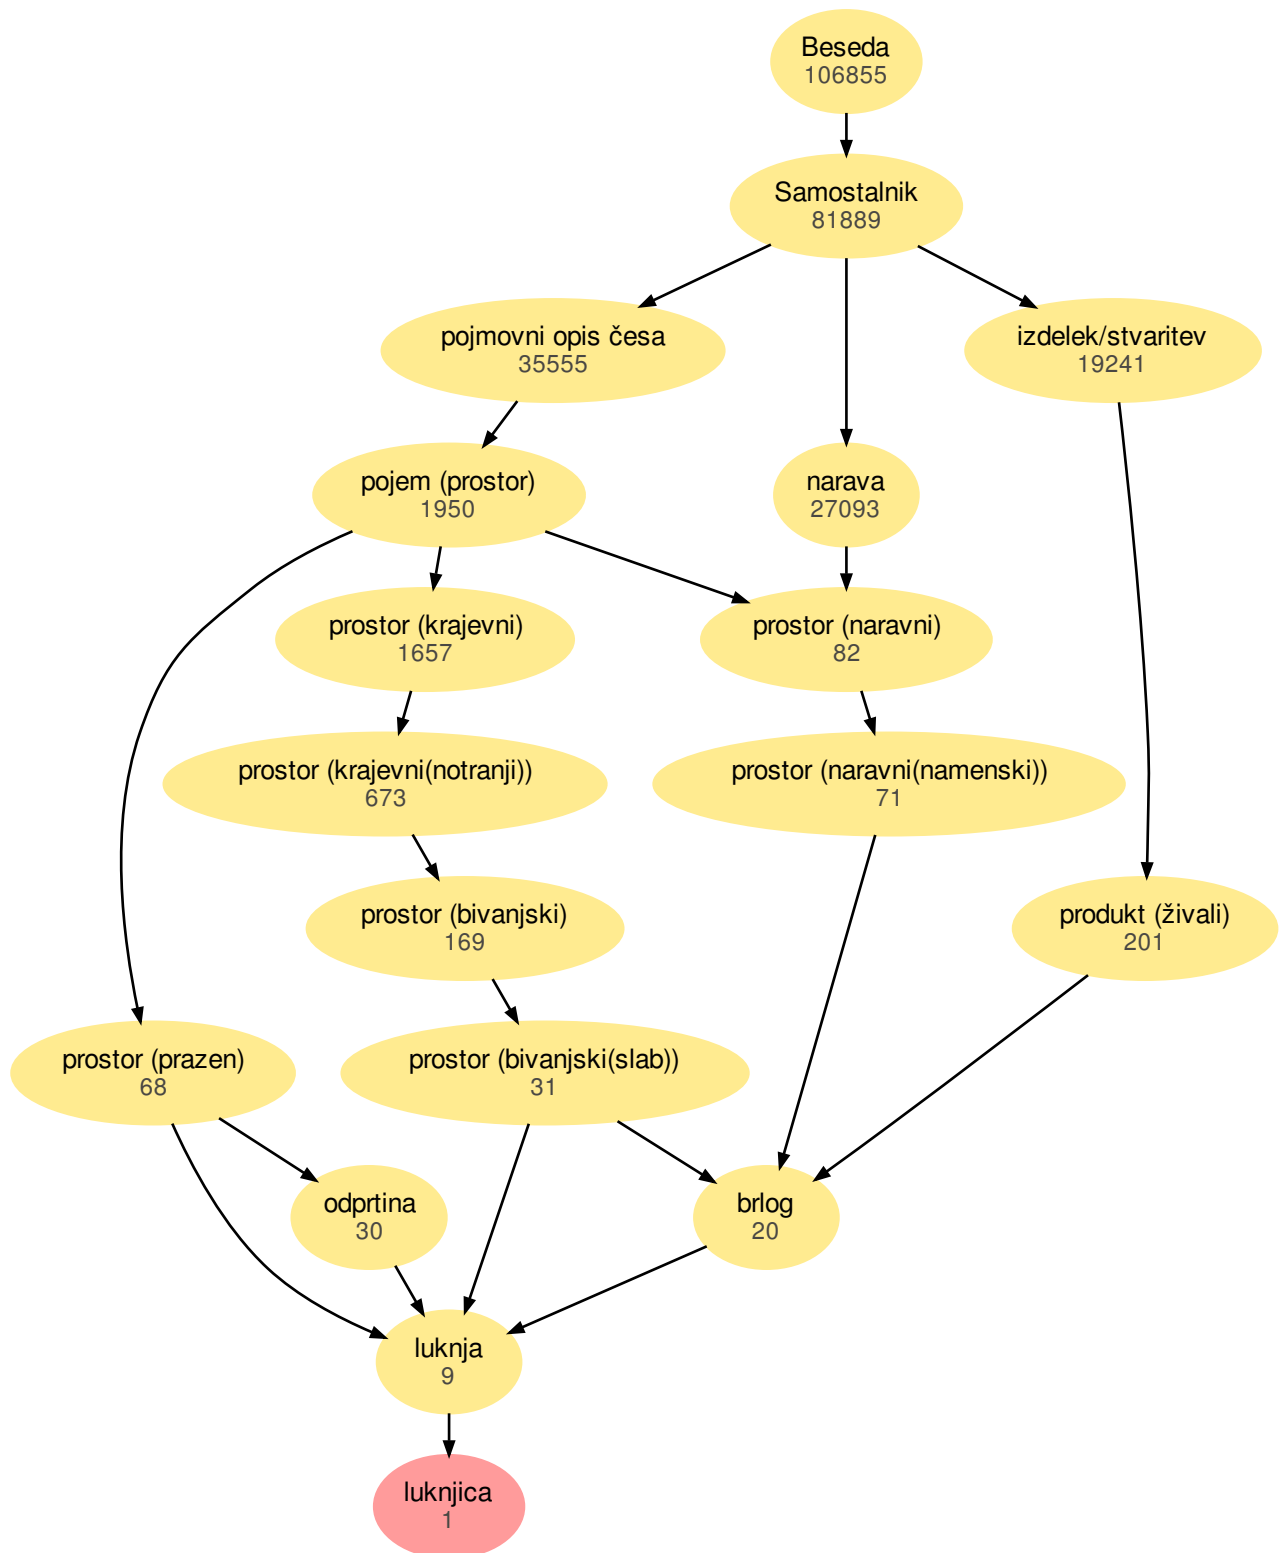 Beseda
106855
Samostalnik
81889
pojmovni opis česa
35555
izdelek/stvaritev
19241
pojem (prostor)
1950
narava
27093
prostor (krajevni)
1657
prostor (naravni)
82
prostor (krajevni(notranji))
673
prostor (naravni(namenski))
71
prostor (bivanjski)
169
produkt (živali)
201
prostor (prazen)
68
prostor (bivanjski(slab))
31
odprtina
30
brlog
20
luknja
9
luknjica
1